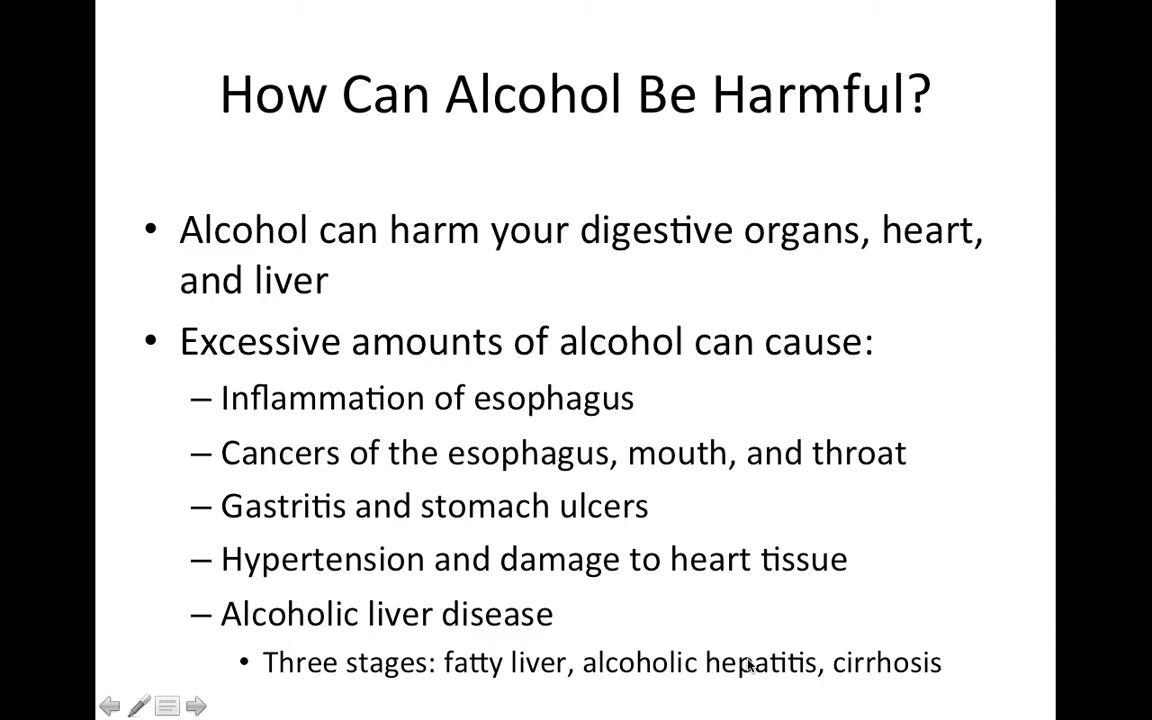 How Can Alcohol Be Harmful?
• Alcohol can harm your digestive organs, heart,
and liver
• Excessive amounts of alcohol can cause:
– Inflammation of esophagus
– Cancers of the esophagus, mouth, and throat
– Gastritis and stomach ulcers
– Hypertension and damage to heart tissue
– Alcoholic liver disease
• Three stages: fatty liver, alcoholic hepatitis, cirrhosis